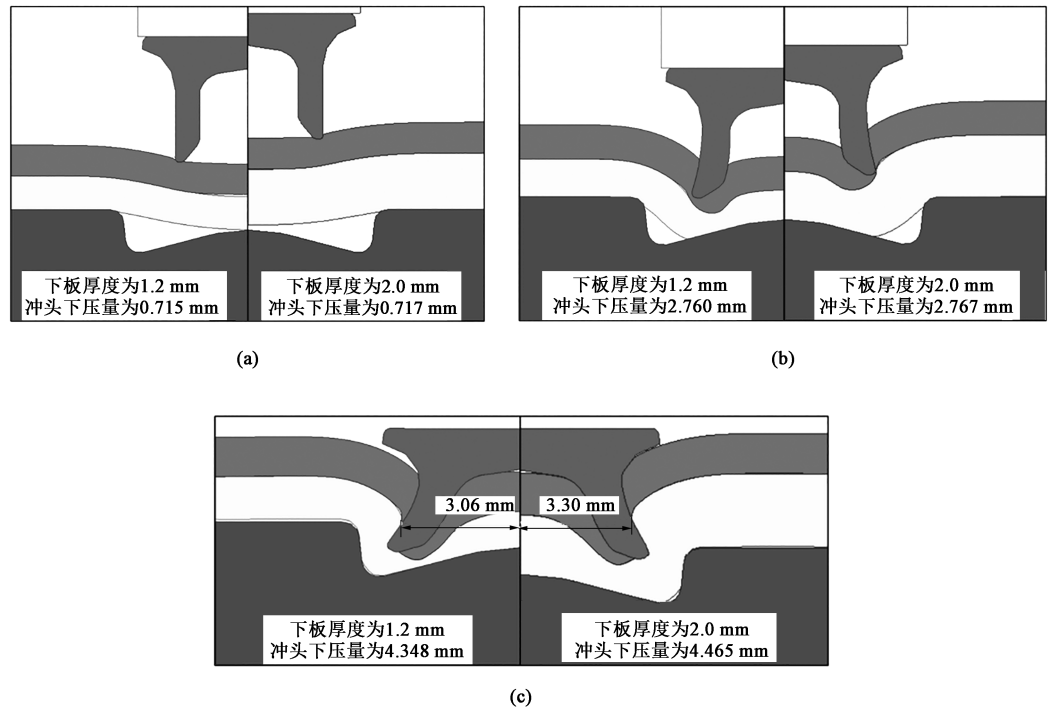 下板厚度为1.2 mm
冲头下压量为0.715 mm
下板厚度为2.0 mm
冲头下压量为0.717 mm
(a)
下板厚度为1.2 mm
冲头下压量为2.760 mm
下板厚度为2.0 mm
冲头下压量为2.767 mm
(b)
3.06 mm
3.30 mm
下板厚度为1.2 mm
冲头下压量为4.348 mm
下板厚度为2.0 mm
冲头下压量为4.465 mm
(c)